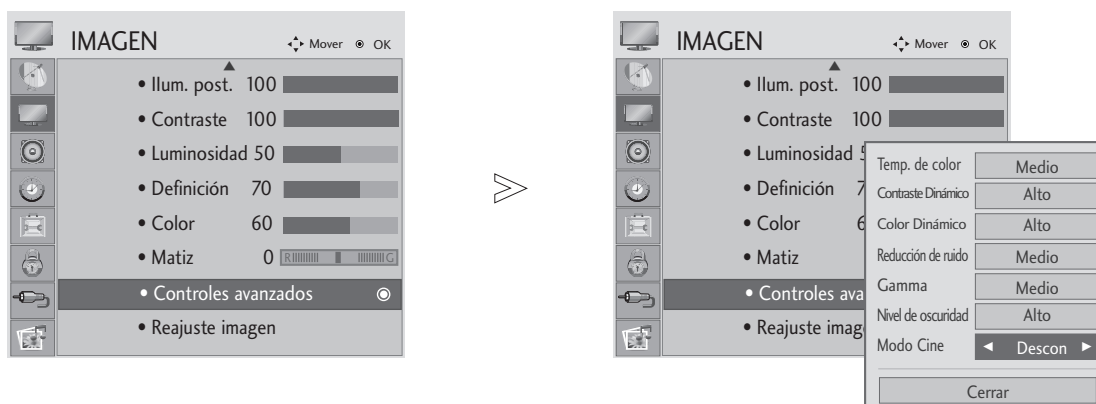 IMAGEN Mover OK
• Ilum. post. 100
• Contraste 100
• Luminosidad 50
• Definición 70
• Color 60
• Matiz 0 R G
• Controles avanzados
• Reajuste imagen
IMAGEN Mover OK
• Ilum. post. 100
• Contraste 100
• Luminosidad 5
• Definición 7
• Color 6
• Matiz
• Controles ava
• Reajuste imag
Temp. de color Medio
Contraste Dinámico Alto
Color Dinámico Alto
Reducción de ruido Medio
Gamma Medio
Nivel de oscuridad Alto
Modo Cine ◄ Descon ►
Cerrar